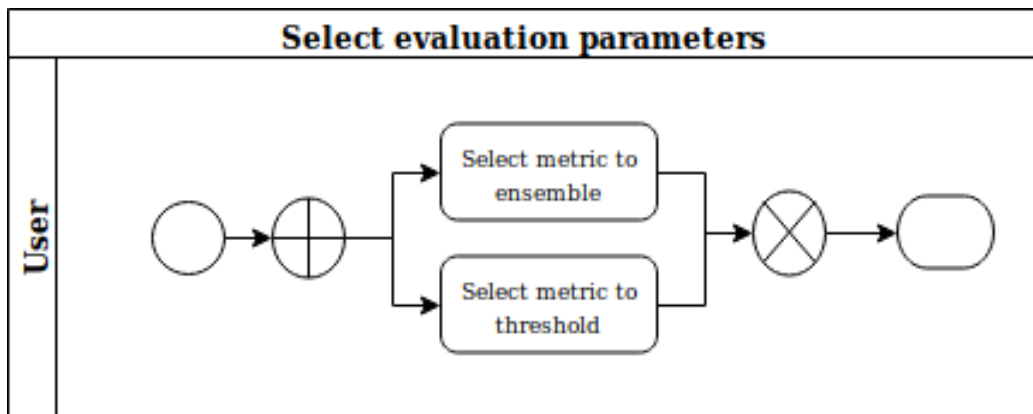 Select evaluation parameters
User
Select metric to
ensemble
Select metric to
threshold